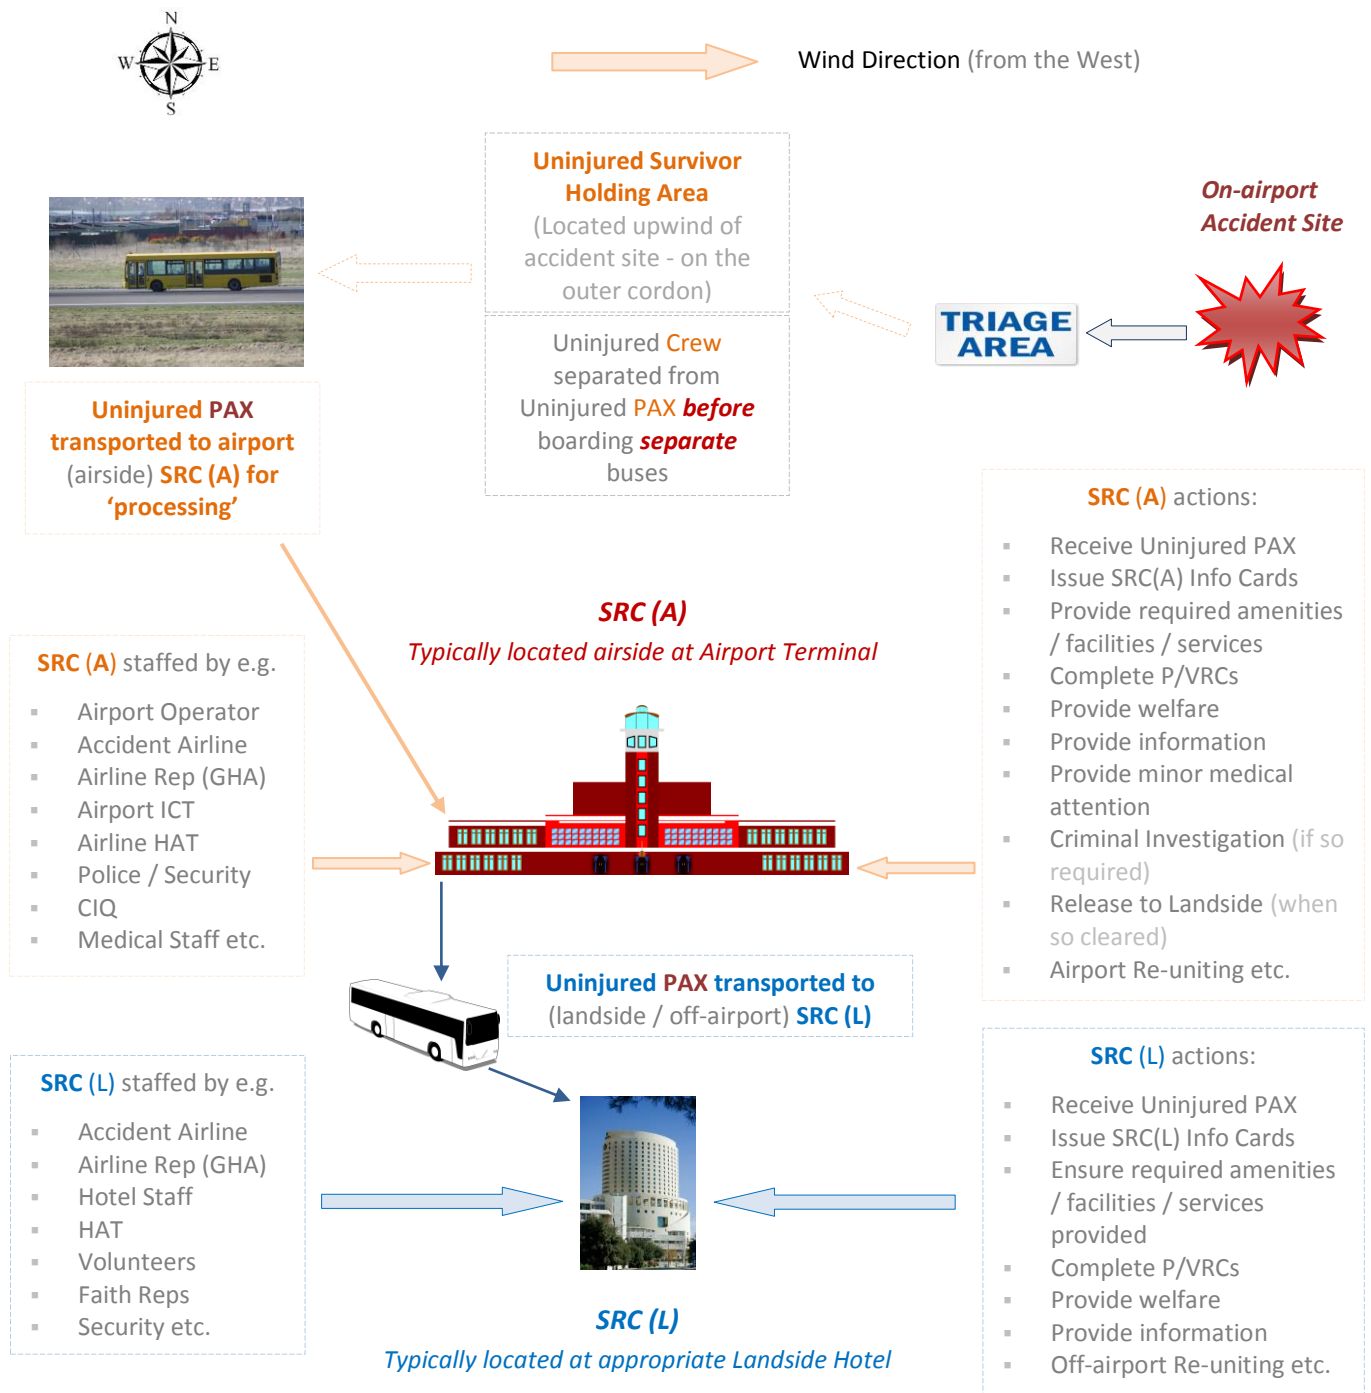 N
W
E
S
Wind Direction (from the West)
Uninjured Survivor
Holding Area
(Located upwind of
accident site - on the
outer cordon)
Uninjured Crew
separated from
Uninjured PAX before
boarding separate
buses
On-airport
Accident Site
TRIAGE
AREA
Uninjured PAX
transported to airport
(airside) SRC (A) for
‘processing’
SRC (A)
Typically located airside at Airport Terminal
SRC (A) staffed by e.g.
▪ Airport Operator
▪ Accident Airline
▪ Airline Rep (GHA)
▪ Airport ICT
▪ Airline HAT
▪ Police / Security
▪ CIQ
▪ Medical Staff etc.
SRC (A) actions:
▪ Receive Uninjured PAX
▪ Issue SRC(A) Info Cards
▪ Provide required amenities
/ facilities / services
▪ Complete P/VRCs
▪ Provide welfare
▪ Provide information
▪ Provide minor medical
attention
▪ Criminal Investigation (if so
required)
▪ Release to Landside (when
so cleared)
▪ Airport Re-uniting etc.
Uninjured PAX transported to
(landside / off-airport) SRC (L)
SRC (L) staffed by e.g.
▪ Accident Airline
▪ Airline Rep (GHA)
▪ Hotel Staff
▪ HAT
▪ Volunteers
▪ Faith Reps
▪ Security etc.
SRC (L) actions:
▪ Receive Uninjured PAX
▪ Issue SRC(L) Info Cards
▪ Ensure required amenities
/ facilities / services
provided
▪ Complete P/VRCs
▪ Provide welfare
▪ Provide information
▪ Off-airport Re-uniting etc.
SRC (L)
Typically located at appropriate Landside Hotel